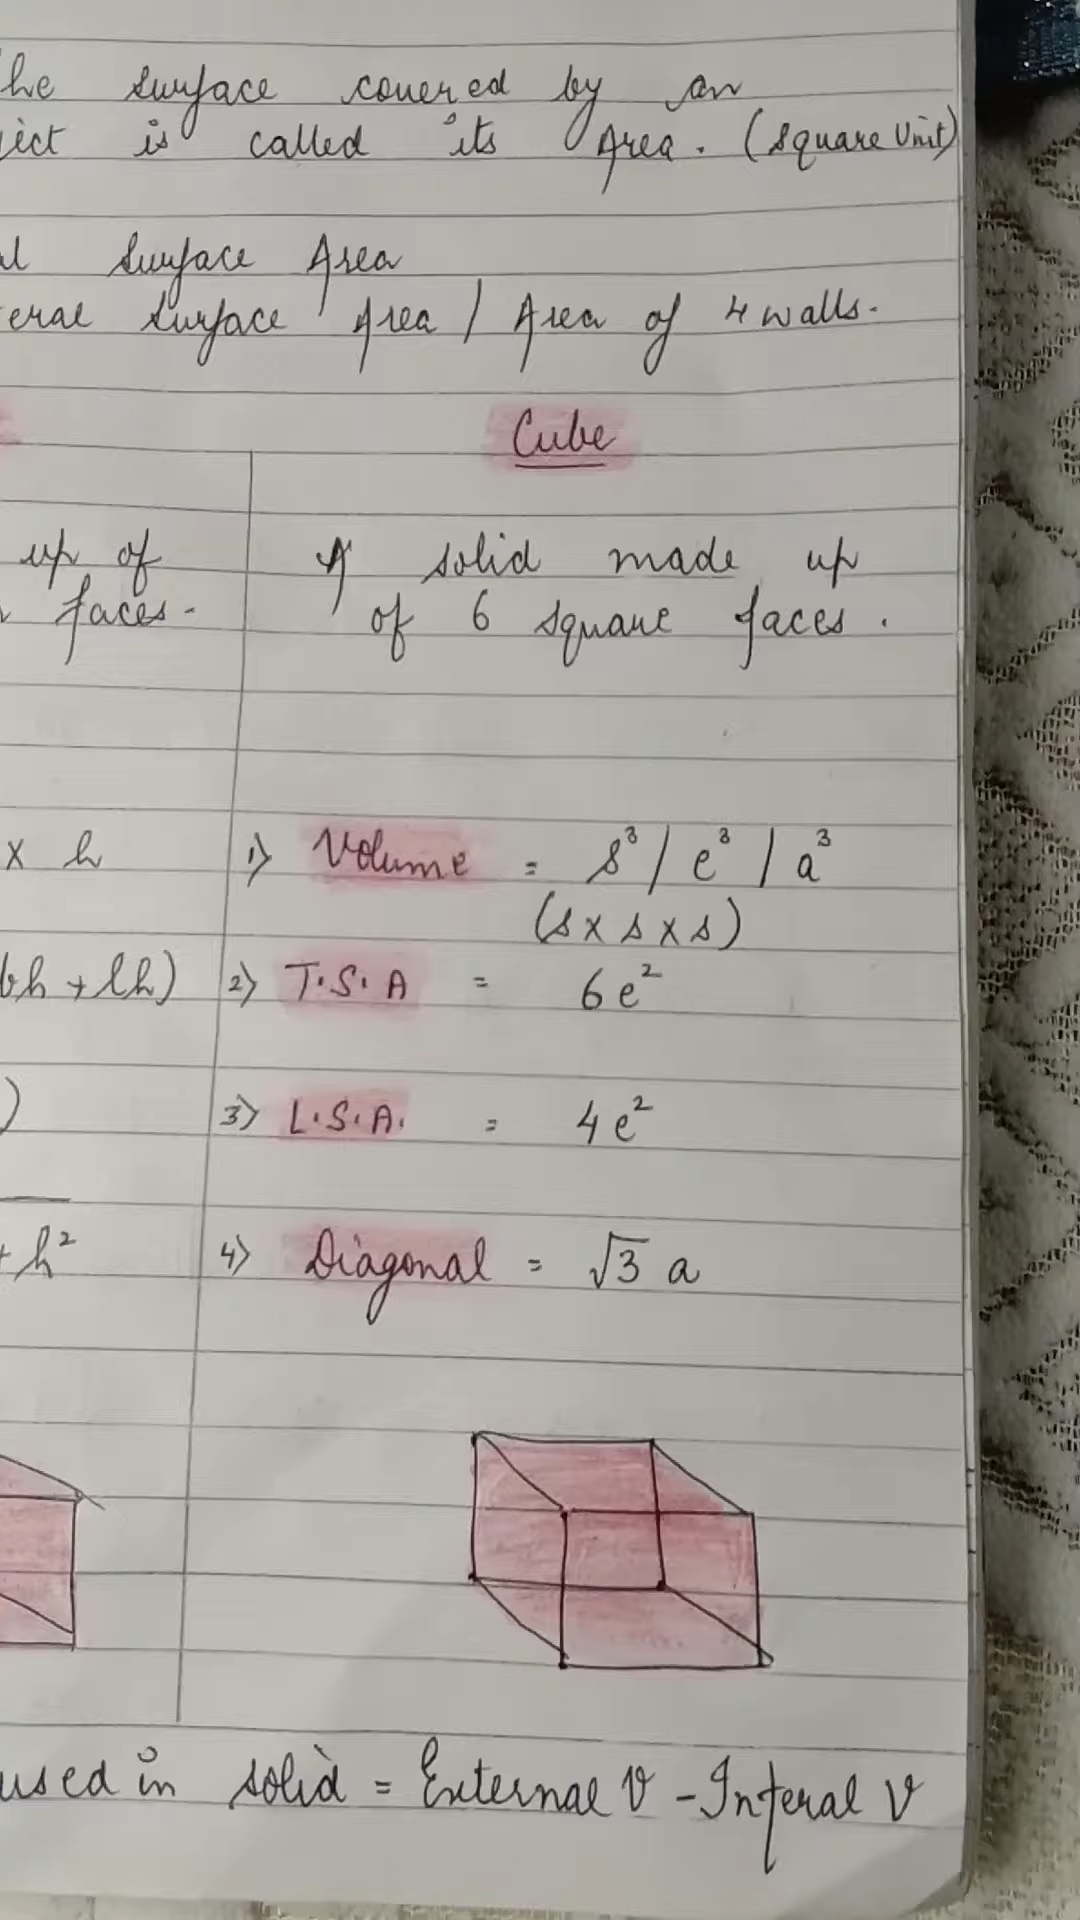 he surface covered by an
ject is called its Area. (square Unit)
al Surface Area
eral Surface Area / Area of 4 walls.
Cube
up of
faces.
A solid made up
of 6 square faces.
x h
1) Volume = s³ / e³ / a³
(s x s x s)
bh + lh)
2) T.S.A = 6e²
)
3) L.S.A. = 4e²
+ h²
4) Diagonal = √3 a
used in solid = External V - Interal V